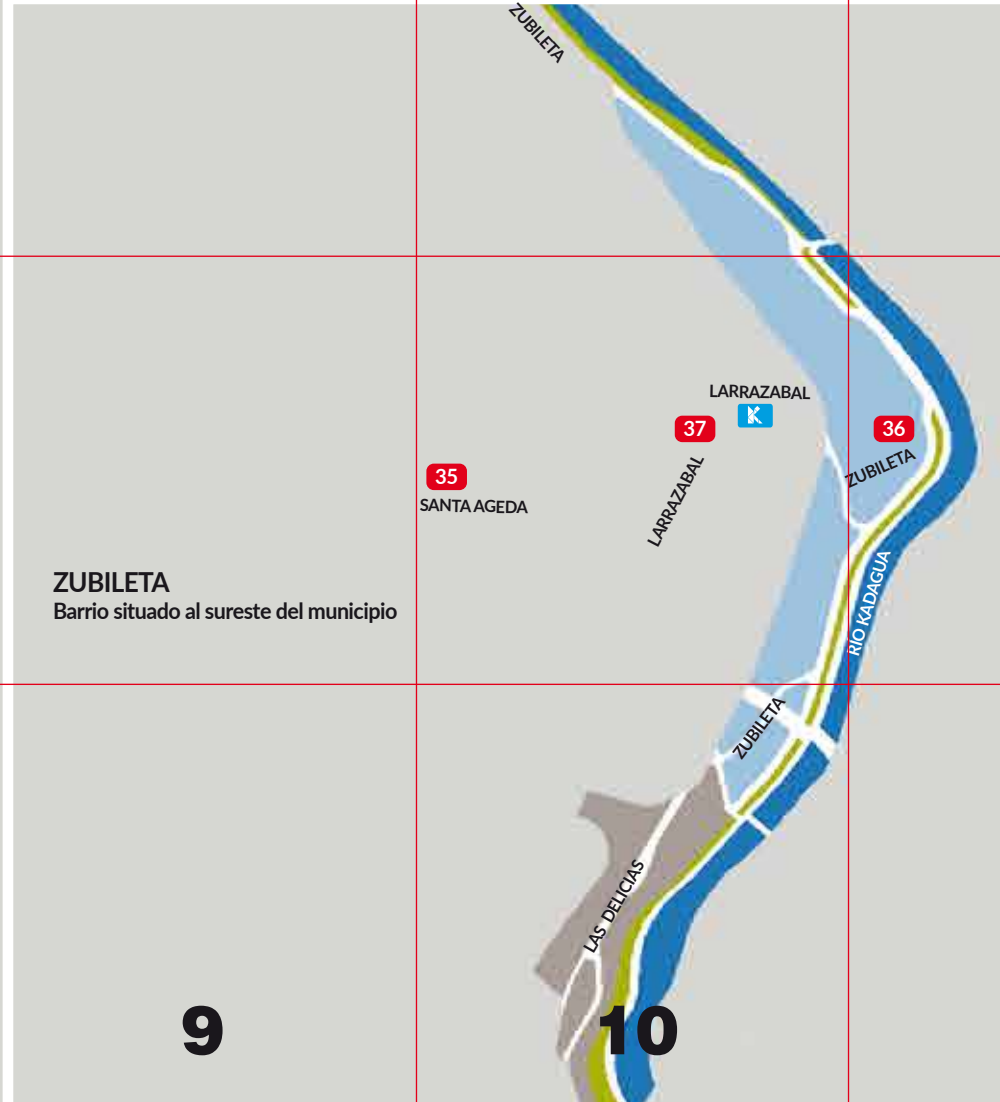 ZUBILETA
LARRAZABAL
K
37
36
ZUBILETA
35
SANTA AGEDA
LARRAZABAL
RIO KADAGUA
ZUBILETA
Barrio situado al sureste del municipio
ZUBILETA
LAS DELICIAS
9
10